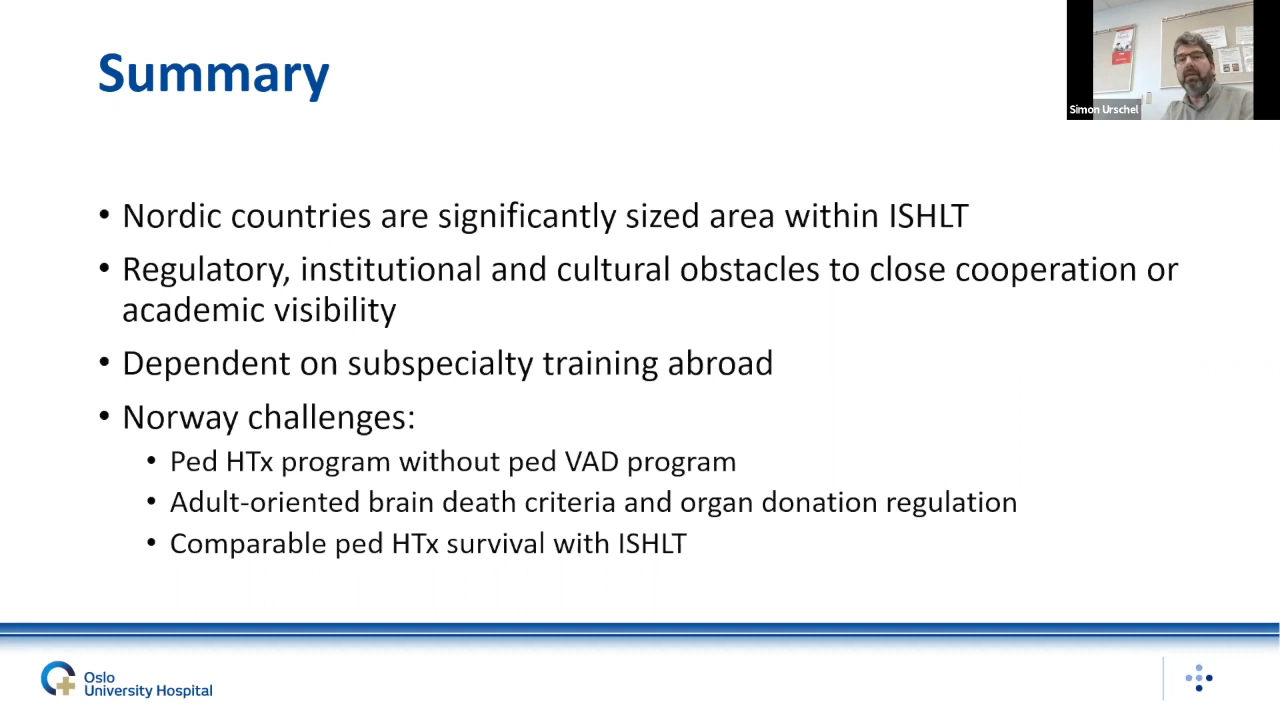 Summary
Simon Urschel
• Nordic countries are significantly sized area within ISHLT
• Regulatory, institutional and cultural obstacles to close cooperation or
academic visibility
• Dependent on subspecialty training abroad
• Norway challenges:
• Ped HTx program without ped VAD program
• Adult-oriented brain death criteria and organ donation regulation
• Comparable ped HTx survival with ISHLT
Oslo
University Hospital